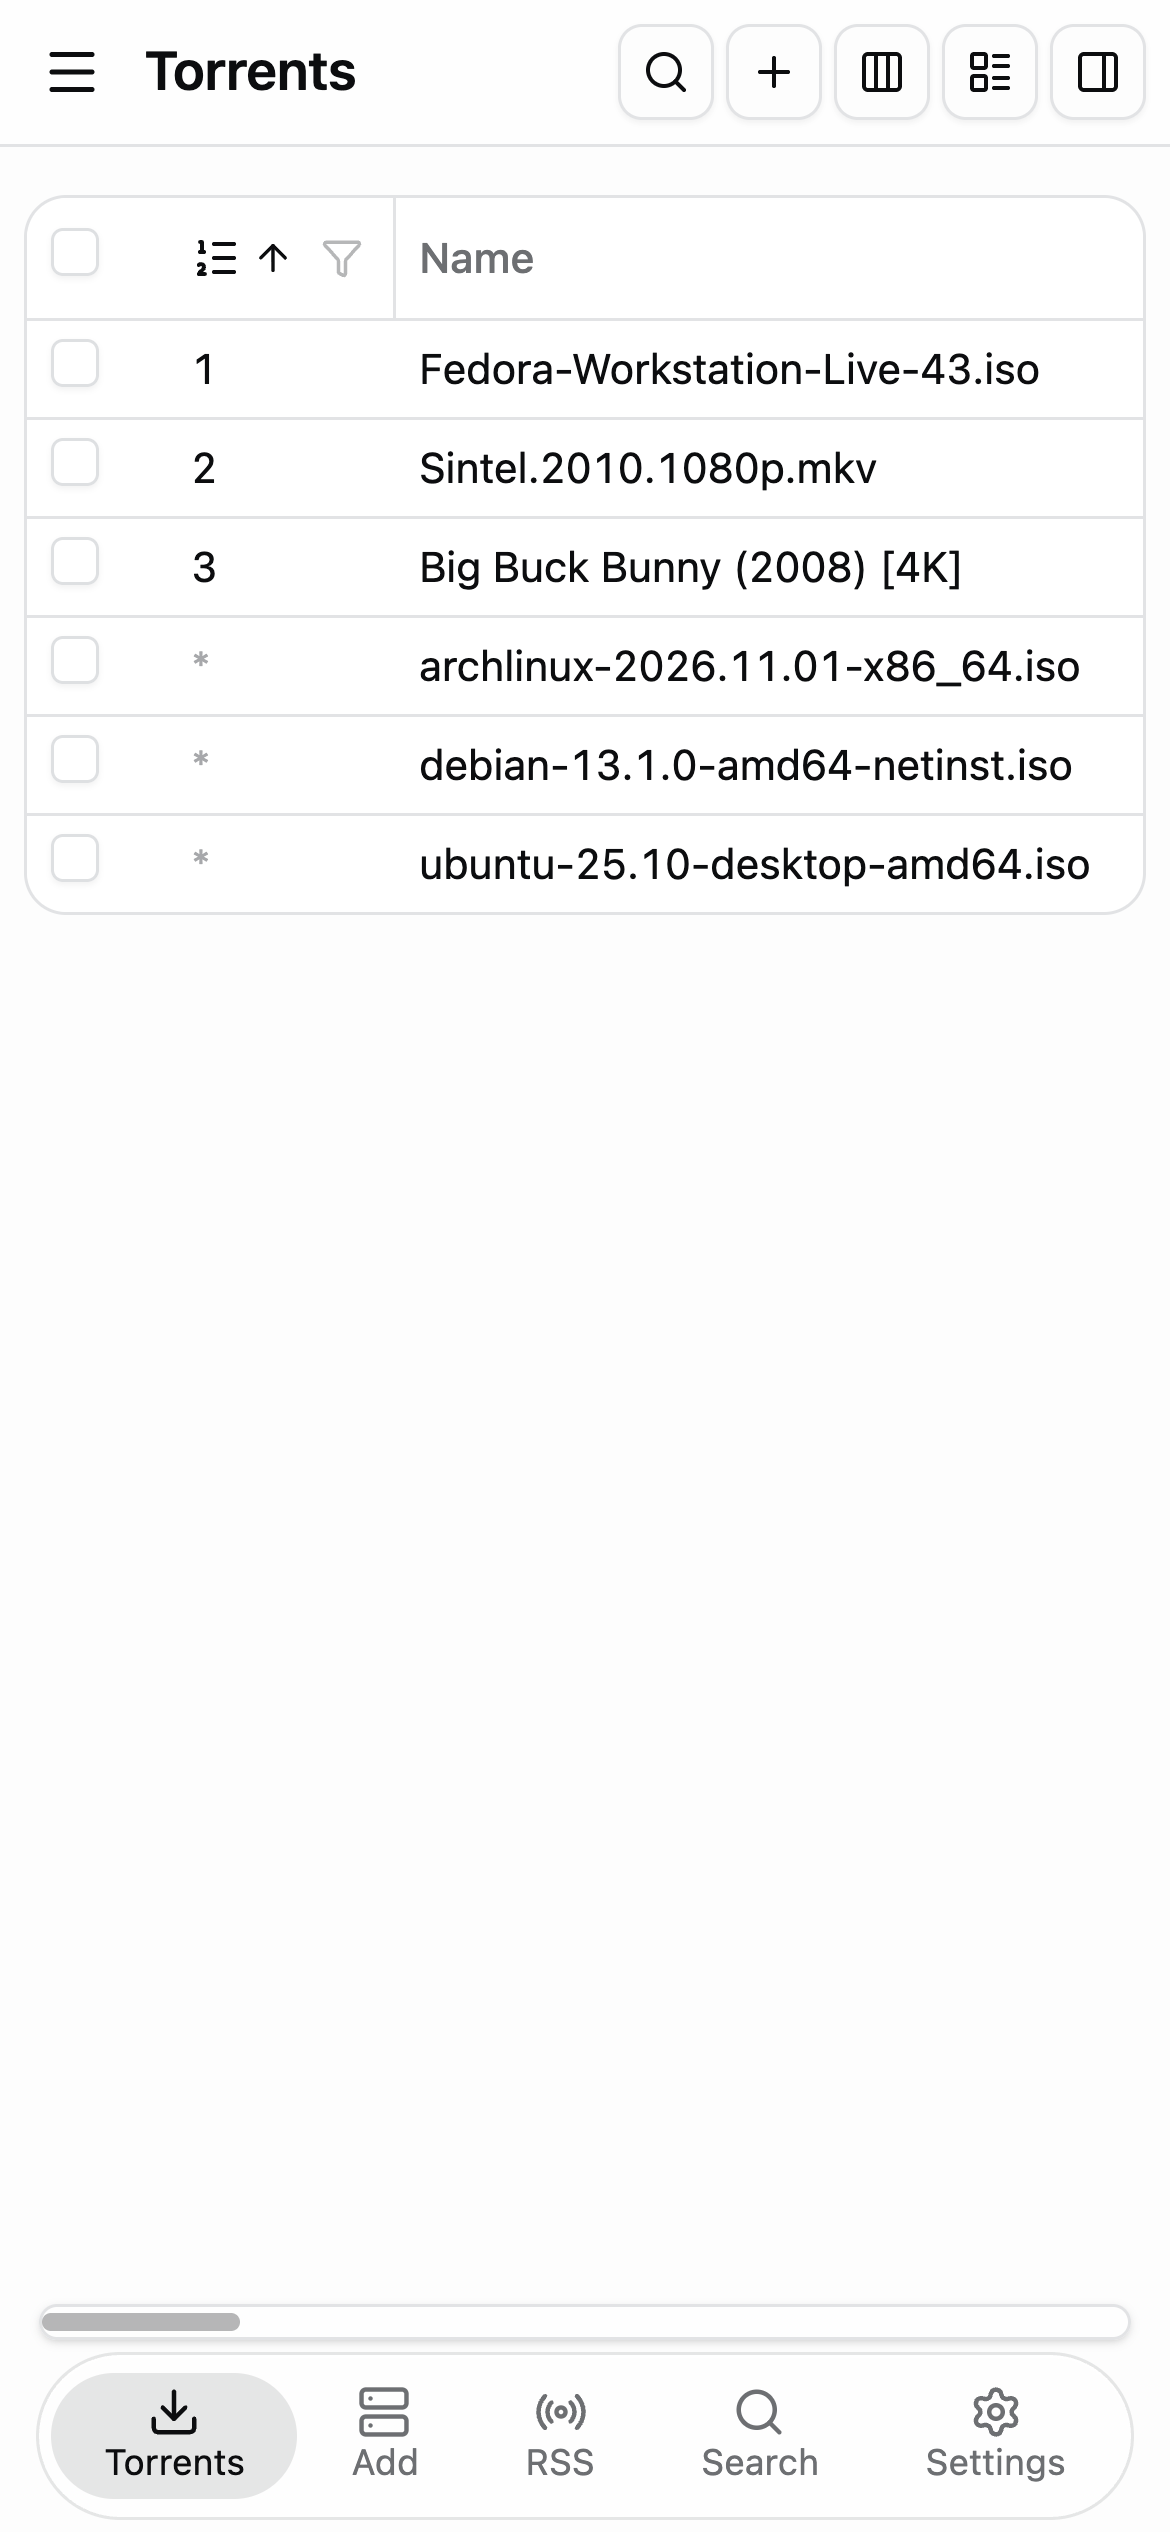 Torrents
Name
1 Fedora-Workstation-Live-43.iso
2 Sintel.2010.1080p.mkv
3 Big Buck Bunny (2008) [4K]
* archlinux-2026.11.01-x86_64.iso
* debian-13.1.0-amd64-netinst.iso
* ubuntu-25.10-desktop-amd64.iso
Torrents Add RSS Search Settings